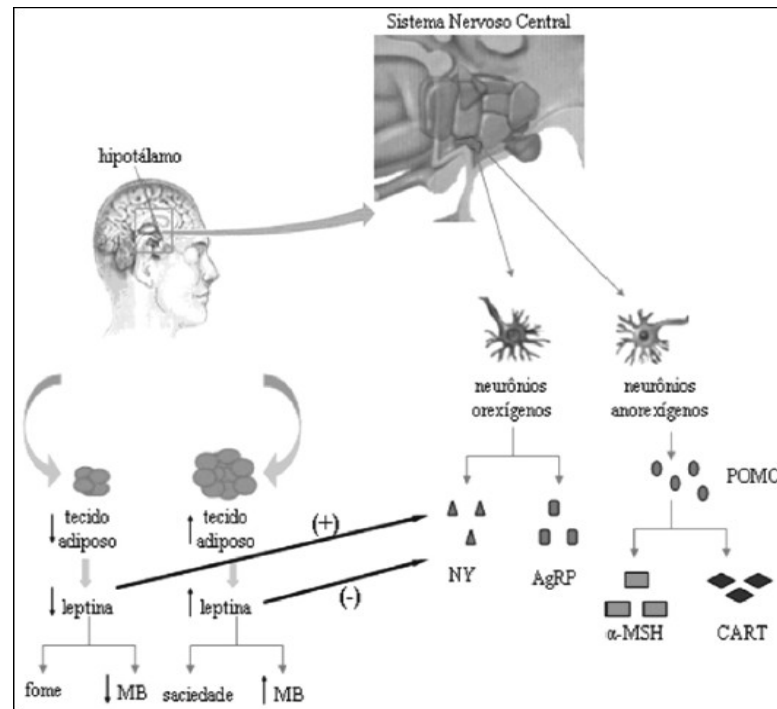 Sistema Nervoso Central
hipotálamo
neurônios
orexígenos
neurônios
anorexígenos
POMC
NY
AgRP
α-MSH
CART
↓ tecido
adiposo
↑ tecido
adiposo
(+)
(-)
↓ leptina
↑ leptina
fome
↓ MB
saciedade
↑ MB